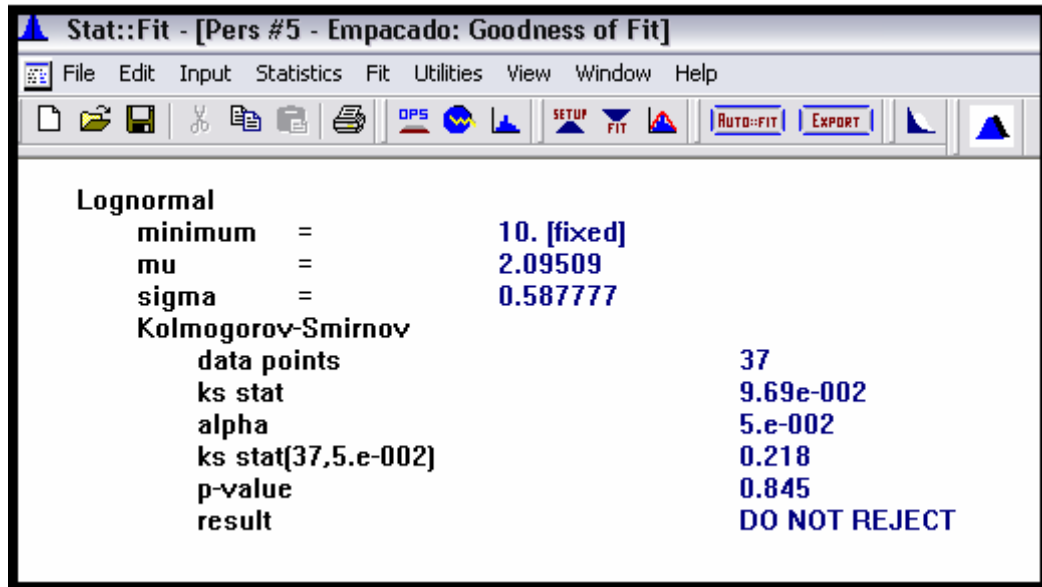 Stat::Fit - [Pers #5 - Empacado: Goodness of Fit]
File Edit Input Statistics Fit Utilities View Window Help
OPS SETUP FIT AUTO::FIT EXPORT
Lognormal
minimum = 10. [fixed]
mu = 2.09509
sigma = 0.587777
Kolmogorov-Smirnov
data points 37
ks stat 9.69e-002
alpha 5.e-002
ks stat(37,5.e-002) 0.218
p-value 0.845
result DO NOT REJECT